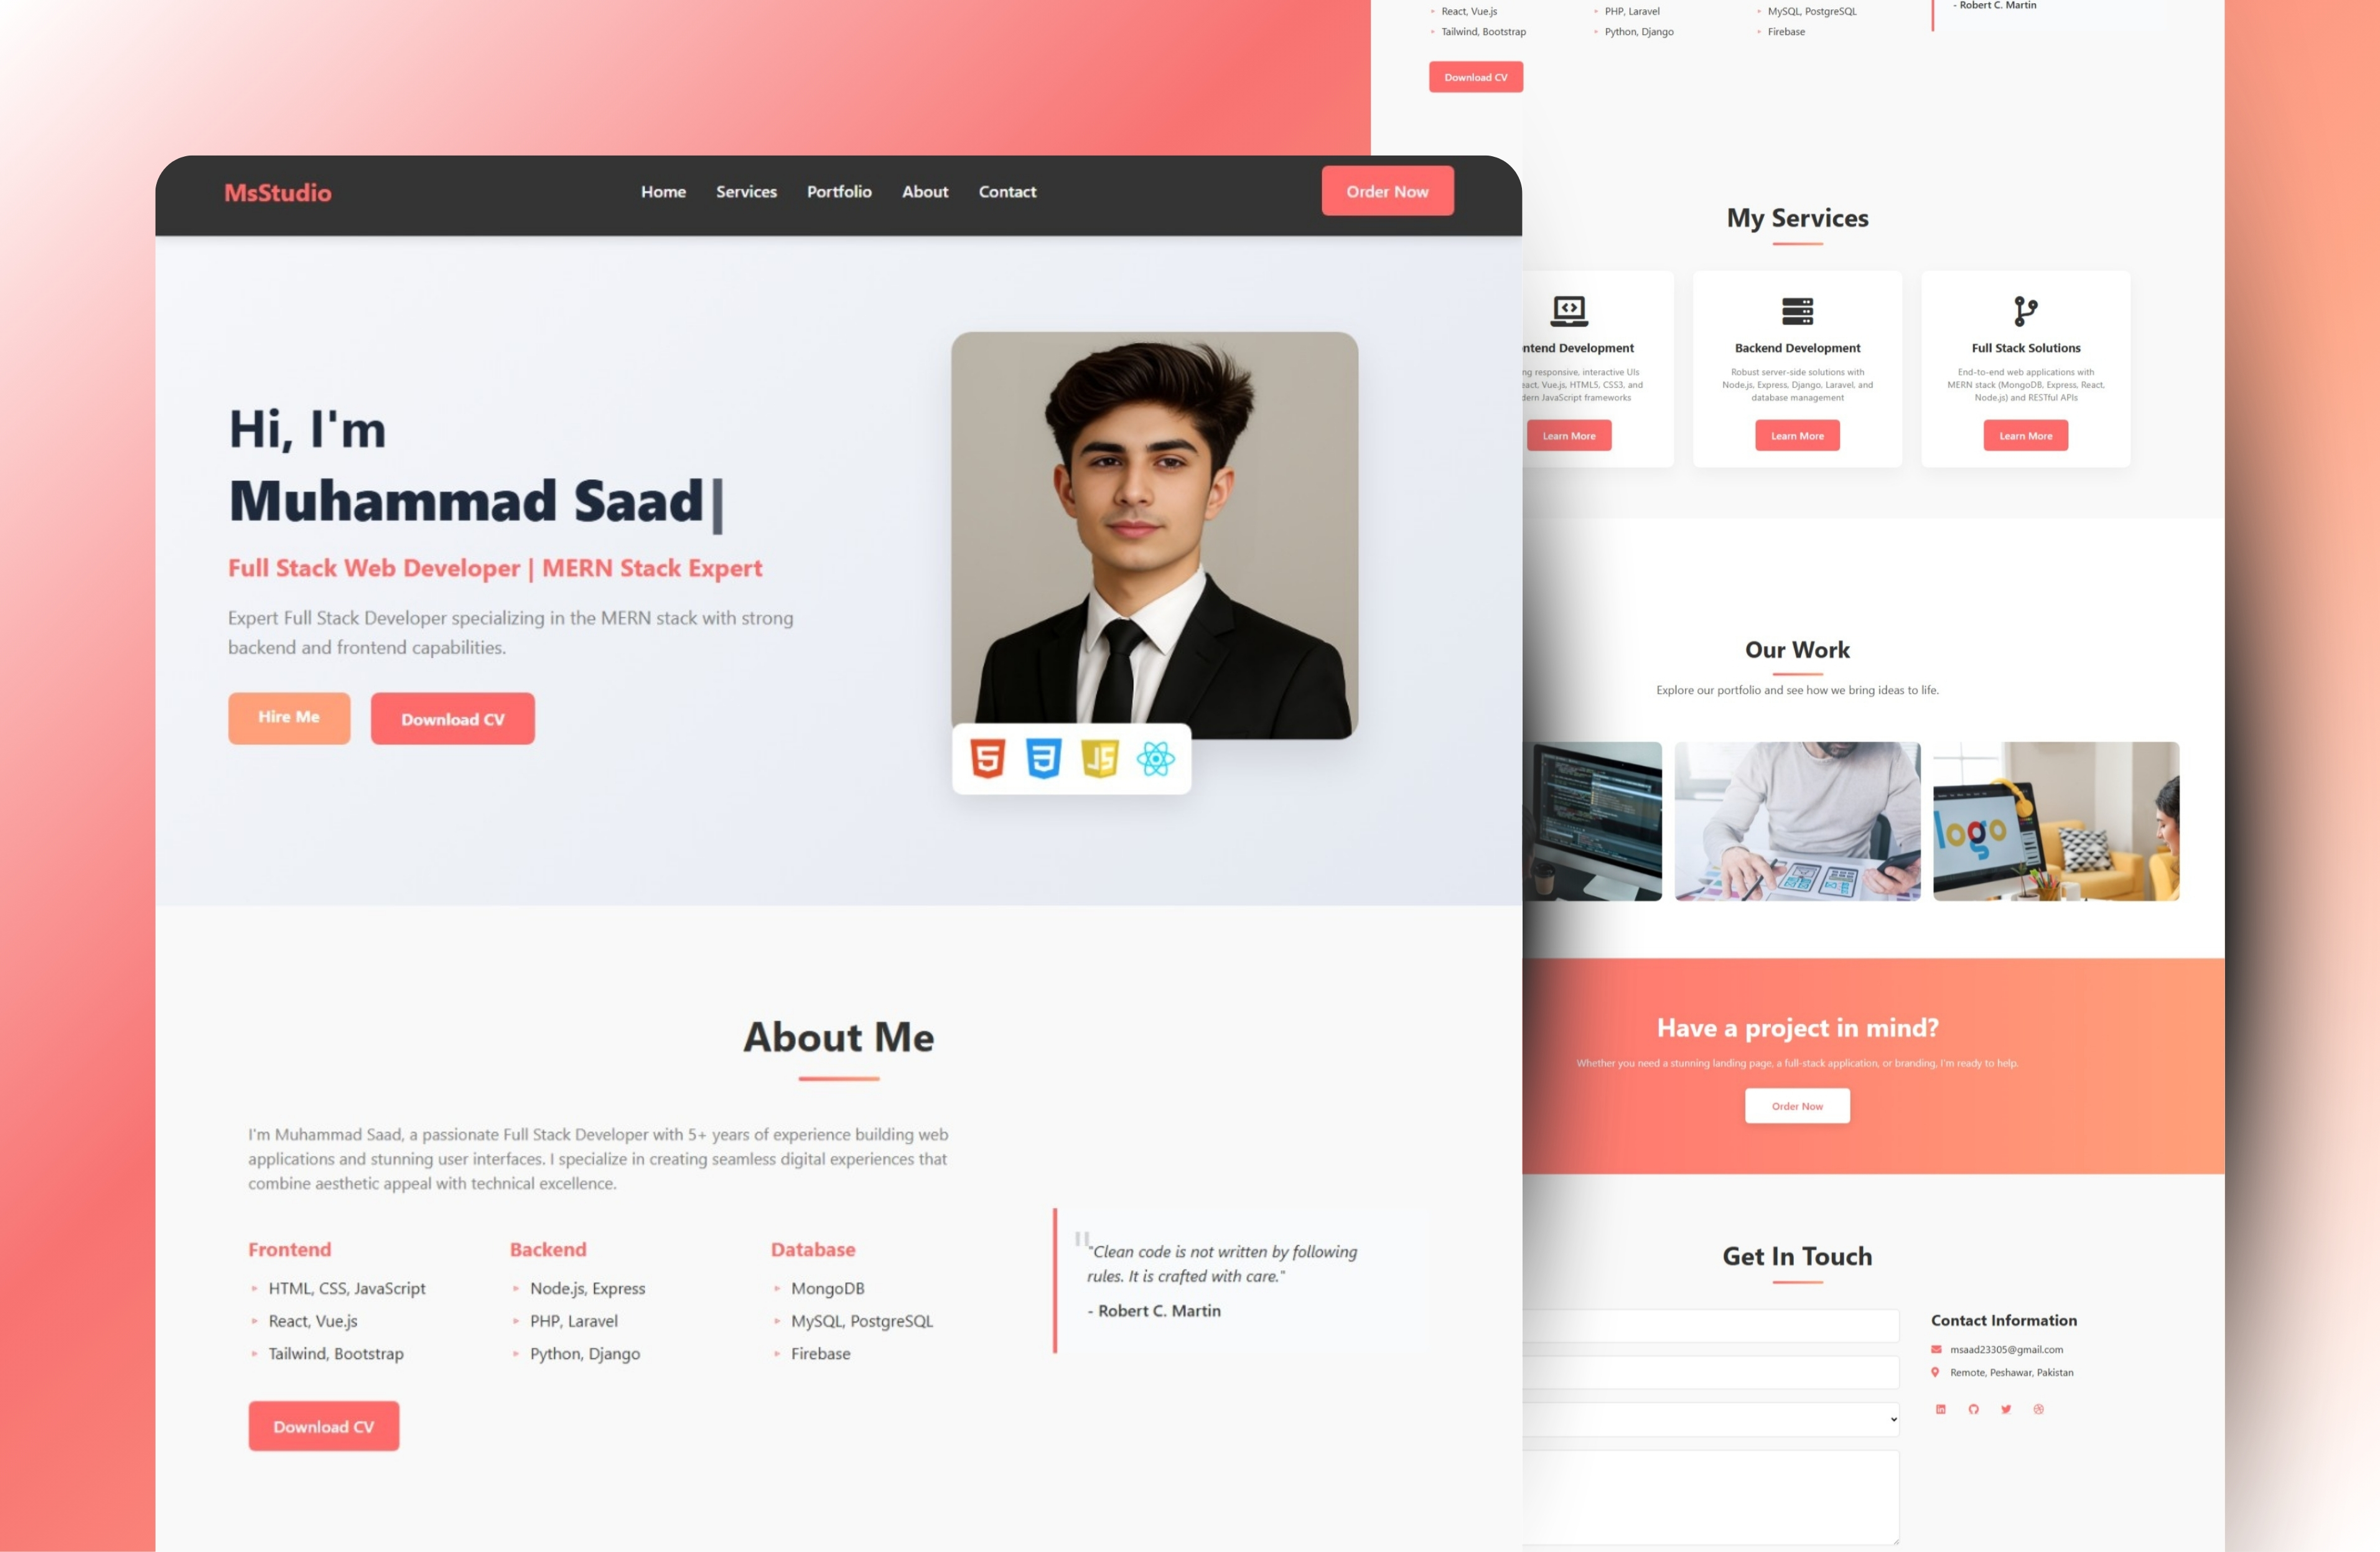 MsStudio
Home Services Portfolio About Contact
Order Now
Hi, I'm
Muhammad Saad|
Full Stack Web Developer | MERN Stack Expert
Expert Full Stack Developer specializing in the MERN stack with strong
backend and frontend capabilities.
Hire Me
Download CV
5 3 JS
About Me
I'm Muhammad Saad, a passionate Full Stack Developer with 5+ years of experience building web
applications and stunning user interfaces. I specialize in creating seamless digital experiences that
combine aesthetic appeal with technical excellence.
Frontend
HTML, CSS, JavaScript
React, Vue.js
Tailwind, Bootstrap
Backend
Node.js, Express
PHP, Laravel
Python, Django
Database
MongoDB
MySQL, PostgreSQL
Firebase
"Clean code is not written by following
rules. It is crafted with care."
- Robert C. Martin
Download CV
React, Vue.js
Tailwind, Bootstrap
PHP, Laravel
Python, Django
MySQL, PostgreSQL
Firebase
- Robert C. Martin
Download CV
My Services
ntend Development
ng responsive, interactive UIs
eact, Vue.js, HTML5, CSS3, and
dern JavaScript frameworks
Learn More
Backend Development
Robust server-side solutions with
Node.js, Express, Django, Laravel, and
database management
Learn More
Full Stack Solutions
End-to-end web applications with
MERN stack (MongoDB, Express, React,
Node.js) and RESTful APIs
Learn More
Our Work
Explore our portfolio and see how we bring ideas to life.
logo
Have a project in mind?
Whether you need a stunning landing page, a full-stack application, or branding, I'm ready to help.
Order Now
Get In Touch
Contact Information
msaad23305@gmail.com
Remote, Peshawar, Pakistan
in